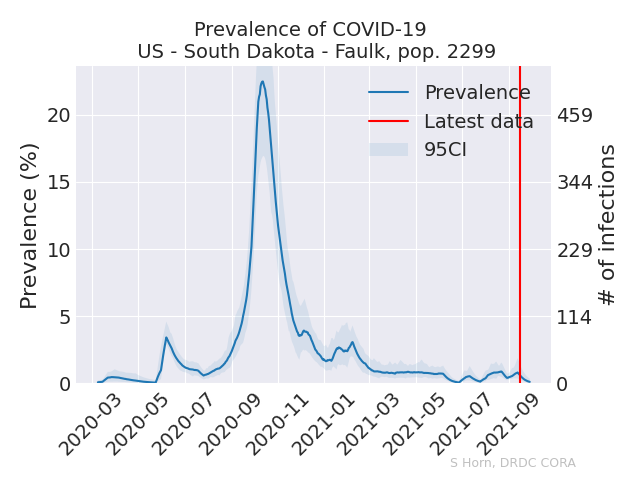 Prevalence of COVID-19
US - South Dakota - Faulk, pop. 2299
Prevalence
Latest data
95CI
Prevalence (%)
20
15
10
5
0
459
344
229
114
0
# of infections
2020-03
2020-05
2020-07
2020-09
2020-11
2021-01
2021-03
2021-05
2021-07
2021-09
S Horn, DRDC CORA